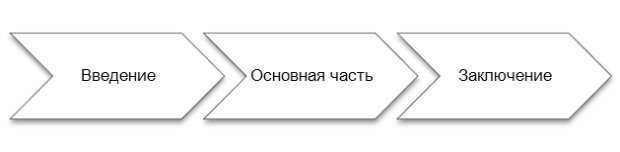 Введение
Основная часть
Заключение